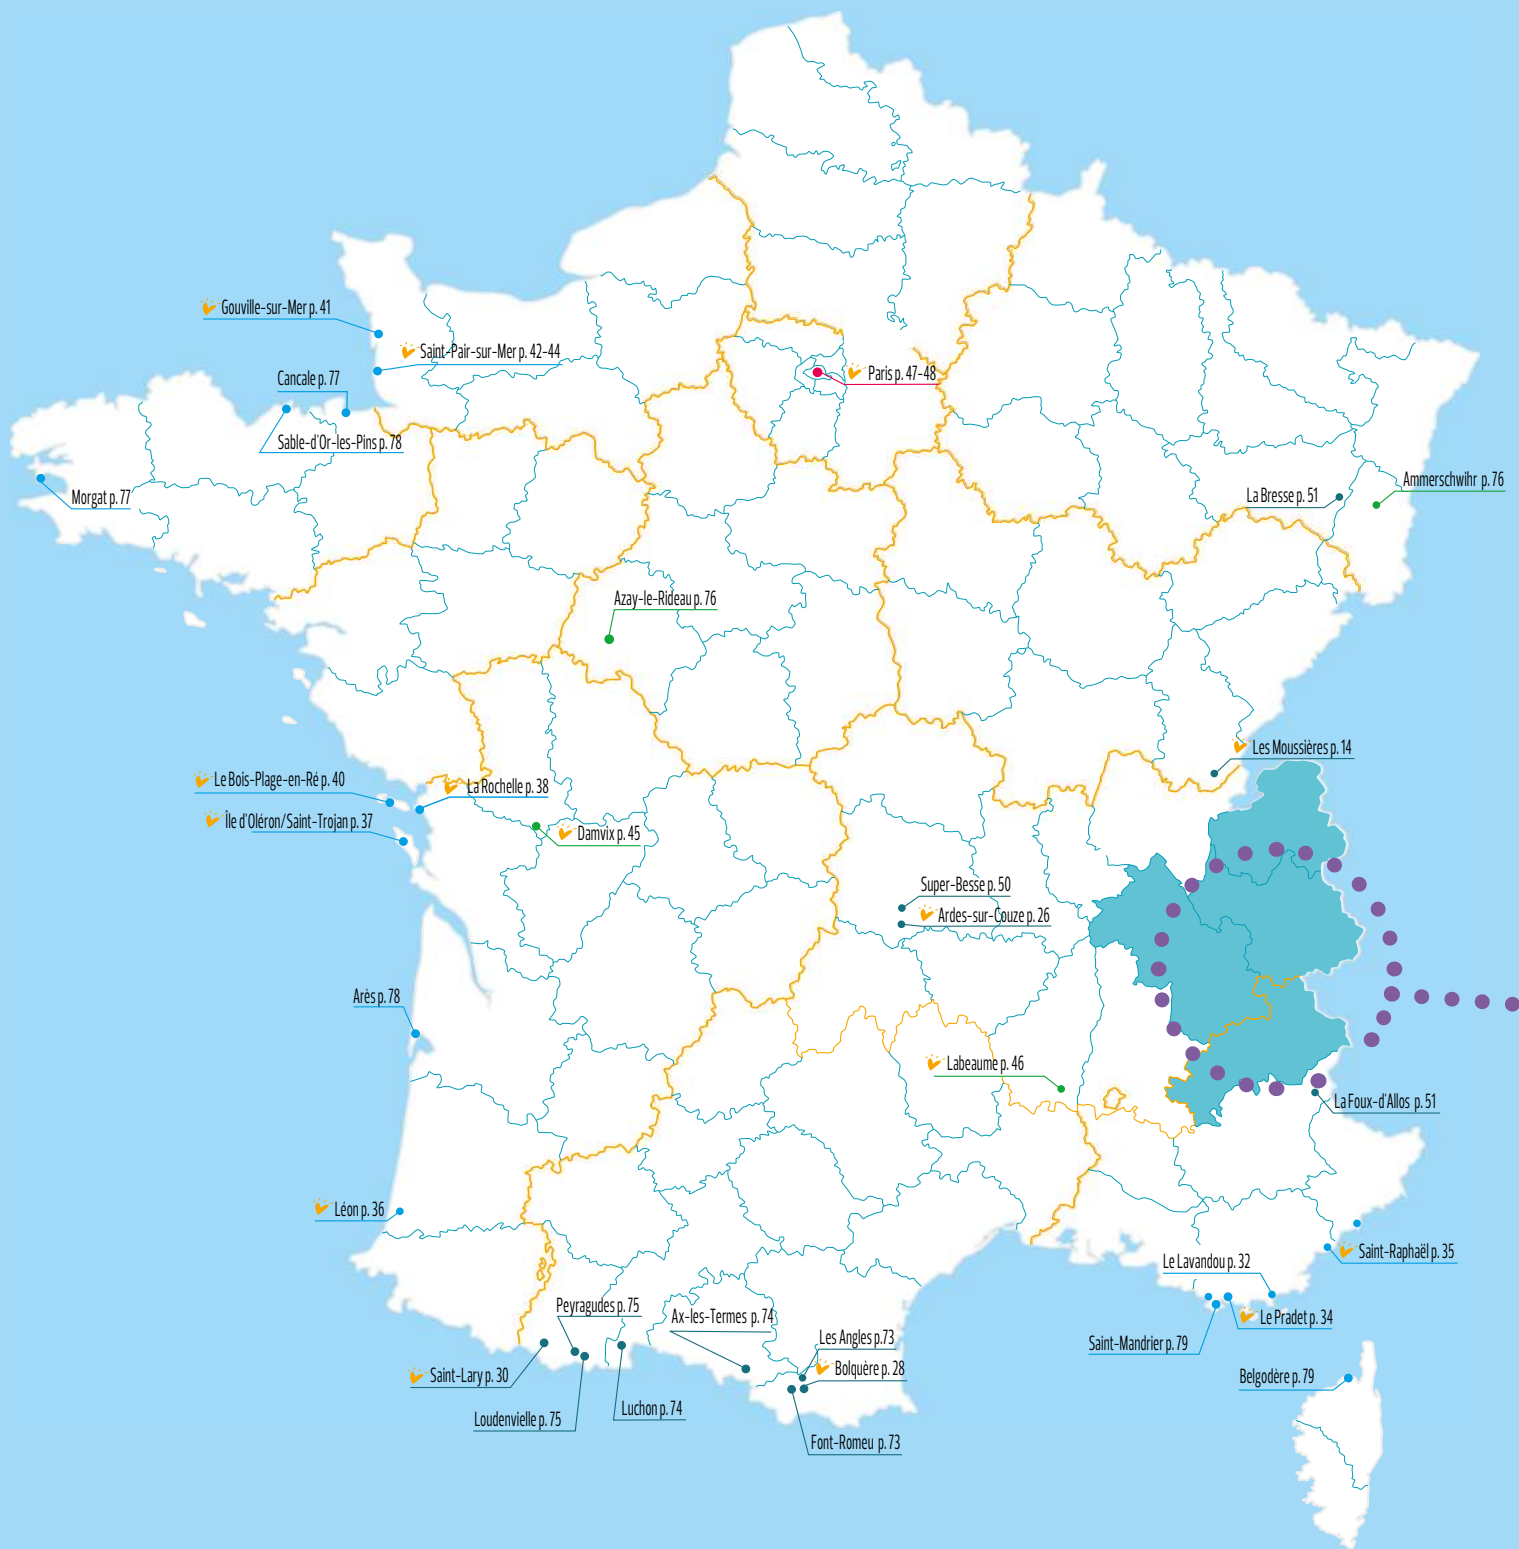 Gouville-sur-Mer p. 41
Saint-Pair-sur-Mer p. 42-44
Cancale p. 77
Paris p. 47-48
Sable-d'Or-les-Pins p. 78
Morgat p. 77
La Bresse p. 51
Ammerschwihr p. 76
Azay-le-Rideau p. 76
Les Moussières p. 14
Le Bois-Plage-en-Ré p. 40
La Rochelle p. 38
Île d'Oléron/Saint-Trojan p. 37
Damvix p. 45
Super-Besse p. 50
Ardes-sur-Couze p. 26
Arès p. 78
Labeaume p. 46
La Foux-d'Allos p. 51
Léon p. 36
Saint-Raphaël p. 35
Le Lavandou p. 32
Peyragudes p. 75
Ax-les-Termes p. 74
Le Pradet p. 34
Les Angles p.73
Saint-Mandrier p. 79
Bolquère p. 28
Saint-Lary p. 30
Belgodère p. 79
Luchon p. 74
Loudenvielle p. 75
Font-Romeu p. 73